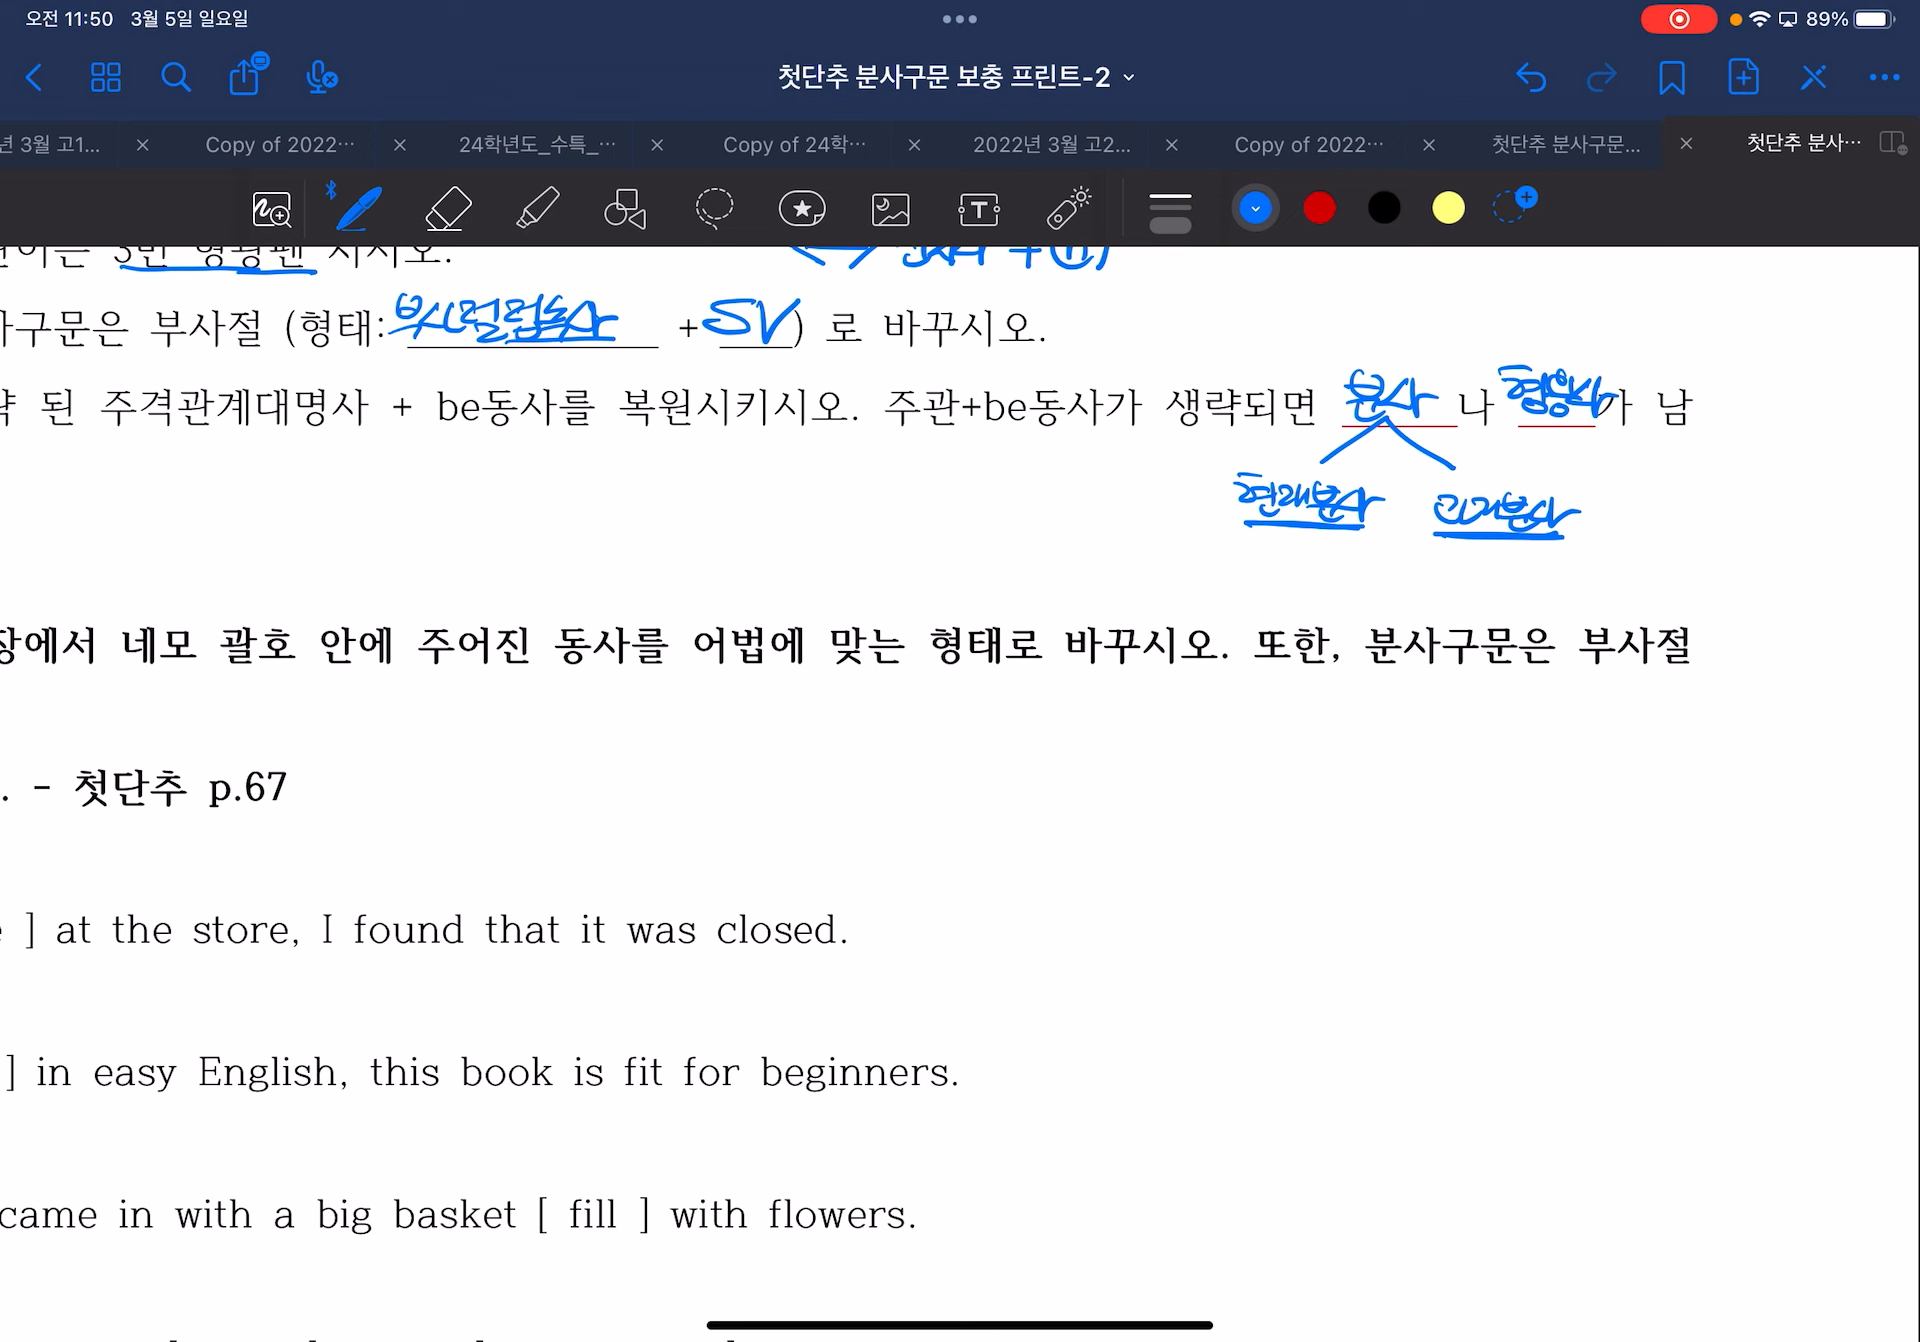 오전 11:50 3월 5일 일요일
89%
첫단추 분사구문 보충 프린트-2
년 3월 고1... Copy of 2022… 24학년도_수특_… Copy of 24학… 2022년 3월 고2... Copy of 2022… 첫단추 분사구문... 첫단추 분사…
3번 형광펜 치시오.
사구문은 부사절 (형태: + SV) 로 바꾸시오.
략 된 주격관계대명사 + be동사를 복원시키시오. 주관+be동사가 생략되면 분사 나 형용사가 남
현재분사 과거분사
장에서 네모 괄호 안에 주어진 동사를 어법에 맞는 형태로 바꾸시오. 또한, 분사구문은 부사절
. - 첫단추 p.67
e ] at the store, I found that it was closed.
] in easy English, this book is fit for beginners.
came in with a big basket [ fill ] with flowers.